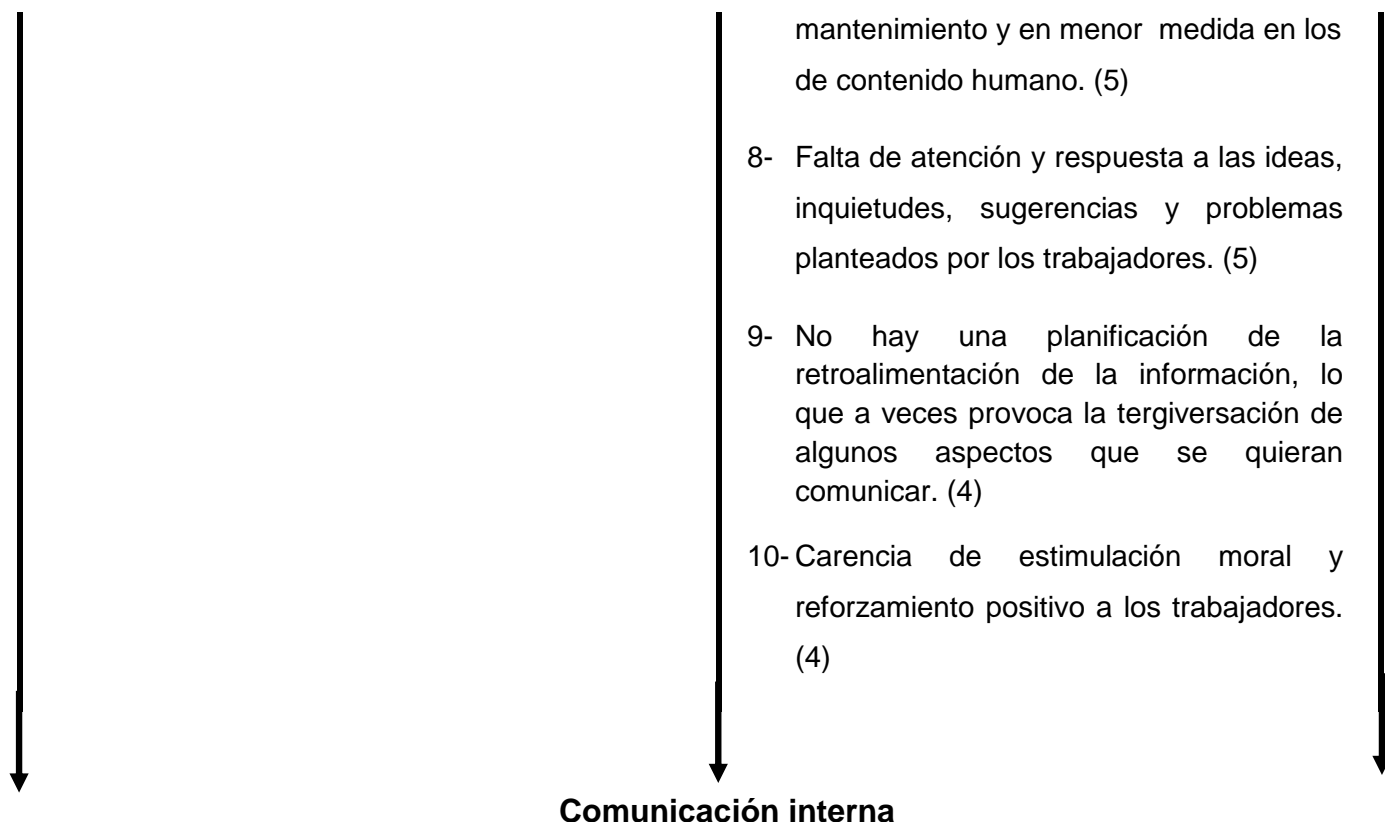 mantenimiento y en menor medida en los
de contenido humano. (5)
8- Falta de atención y respuesta a las ideas,
inquietudes, sugerencias y problemas
planteados por los trabajadores. (5)
9- No hay una planificación de la
retroalimentación de la información, lo
que a veces provoca la tergiversación de
algunos aspectos que se quieran
comunicar. (4)
10- Carencia de estimulación moral y
reforzamiento positivo a los trabajadores.
(4)
Comunicación interna